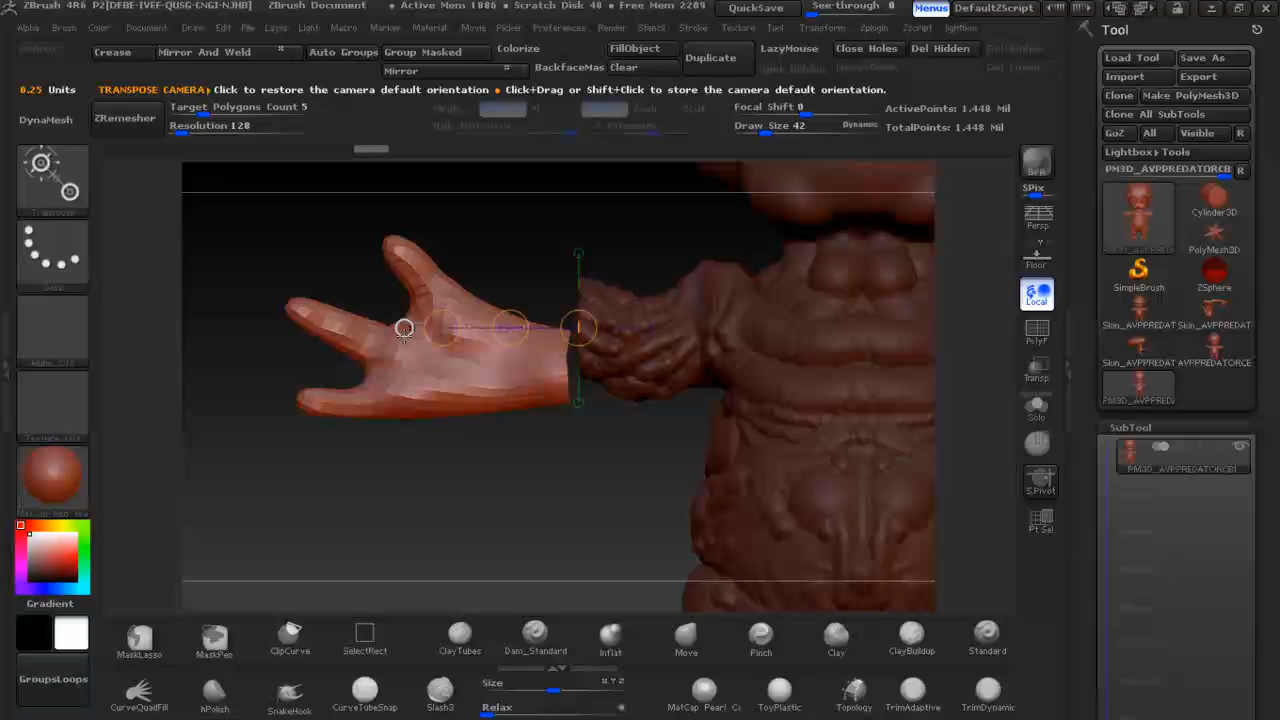 ZBrush 4R6 P2[DEBE-IVEF-QUSG-CNGI-NJHB] ZBrush Document • Active Mem 1886 • Scratch Disk 48 • Free Mem 2209 QuickSave See-through 0 Menus DefaultZScript
Alpha Brush Color Document Draw Edit File Layer Light Macro Marker Material Movie Picker Preferences Render Stencil Stroke Texture Tool Transform Zplugin Zscript lightbox
Crease Mirror And Weld Auto Groups Group Masked Colorize FillObject Duplicate LazyMouse Close Holes Del Hidden
Mirror BackfaceMas Clear
0.25 Units TRANSPOSE CAMERA Click to restore the camera default orientation • Click+Drag or Shift+Click to store the camera default orientation.
DynaMesh ZRemesher Target Polygons Count 5 Focal Shift 0 ActivePoints: 1.448 Mil
Resolution 128 Draw Size 42 Dynamic TotalPoints: 1.448 Mil
Tool
Load Tool Save As
Import Export
Clone Make PolyMesh3D
Clone All SubTools
GoZ All Visible R
Lightbox Tools
PM3D_AVPPREDATORCB R
Cylinder3D
PolyMesh3D
SimpleBrush ZSphere
Skin_AVPPREDAT Skin_AVPPREDAT
Skin_AVPPREDAT AVPPREDATORCE
PM3D_AVPPREDA
SubTool
PM3D_AVPPREDATORCB1
BPR
SPix
Persp
Floor
Local
PolyF
Transp
Solo
S.Pivot
Pt Sel
Transpose
Dots
Gradient
GroupsLoops
MaskLasso MaskPen ClipCurve SelectRect ClayTubes Dam_Standard Inflat Move Pinch Clay ClayBuildup Standard
CurveQuadFill hPolish SnakeHook CurveTubeSnap Slash3 Size X Y Z MatCap Pearl Ca ToyPlastic Topology TrimAdaptive TrimDynamic
Relax